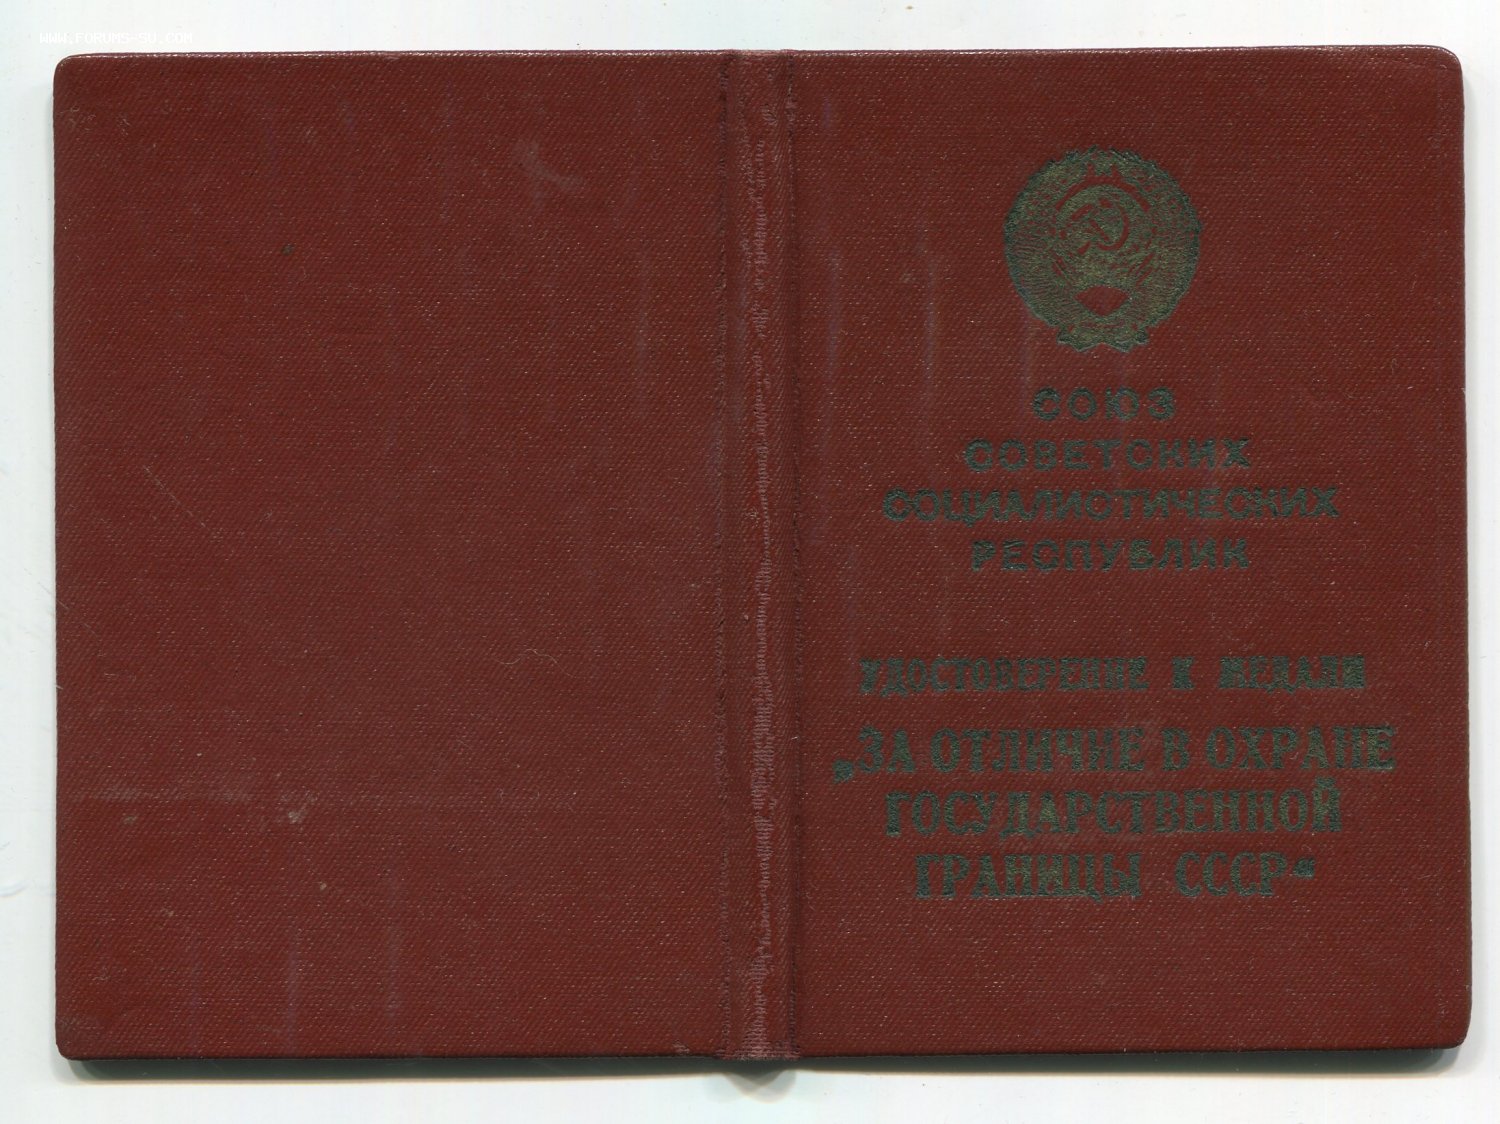 WWW.FORUMS-SU.COM
СОЮЗ
СОВЕТСКИХ
СОЦИАЛИСТИЧЕСКИХ
РЕСПУБЛИК
УДОСТОВЕРЕНИЕ К МЕДАЛИ
„ЗА ОТЛИЧИЕ В ОХРАНЕ
ГОСУДАРСТВЕННОЙ
ГРАНИЦЫ СССР“